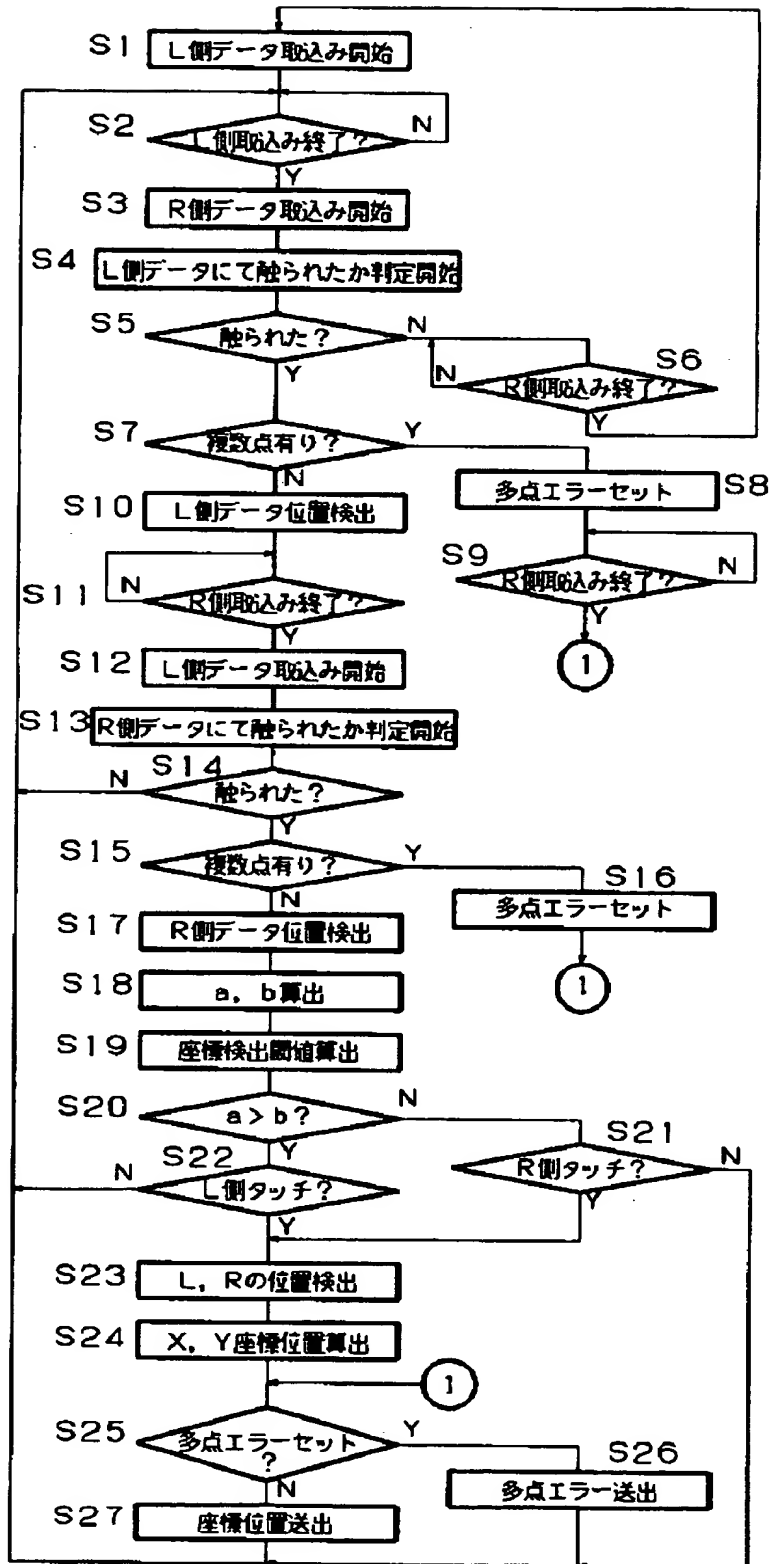 S1 L側データ取込み開始
S2 L側取込み終了? N
Y
S3 R側データ取込み開始
S4 L側データにて触られたか判定開始
S5 触られた? N
Y
N R側取込み終了? S6
Y
S7 複数点有り? Y
N
多点エラーセット S8
S10 L側データ位置検出
S9 R側取込み終了? N
Y
1
N
S11 R側取込み終了?
Y
S12 L側データ取込み開始
S13 R側データにて触られたか判定開始
N S14
触られた?
Y
S15 複数点有り? Y
N
S16
多点エラーセット
1
S17 R側データ位置検出
S18 a, b算出
S19 座標検出閾値算出
S20 a>b? N
Y
S21
R側タッチ? N
Y
N S22
L側タッチ?
Y
S23 L, Rの位置検出
S24 X, Y座標位置算出
1
S25 多点エラーセット
? Y
N
S26
多点エラー送出
S27 座標位置送出